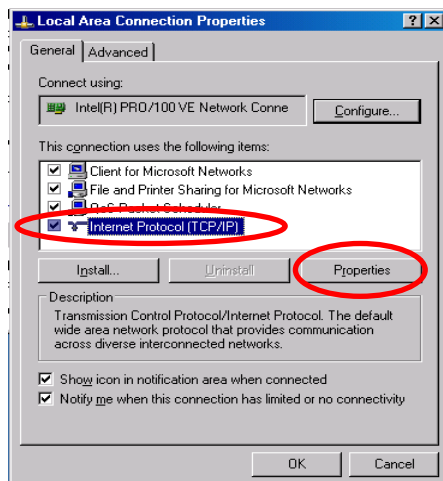 Local Area Connection Properties
General Advanced
Connect using:
Intel(R) PRO/100 VE Network Conne
Configure...
This connection uses the following items:
Client for Microsoft Networks
File and Printer Sharing for Microsoft Networks
QoS Packet Scheduler
Internet Protocol (TCP/IP)
Install... Uninstall Properties
Description
Transmission Control Protocol/Internet Protocol. The default
wide area network protocol that provides communication
across diverse interconnected networks.
Show icon in notification area when connected
Notify me when this connection has limited or no connectivity
OK Cancel